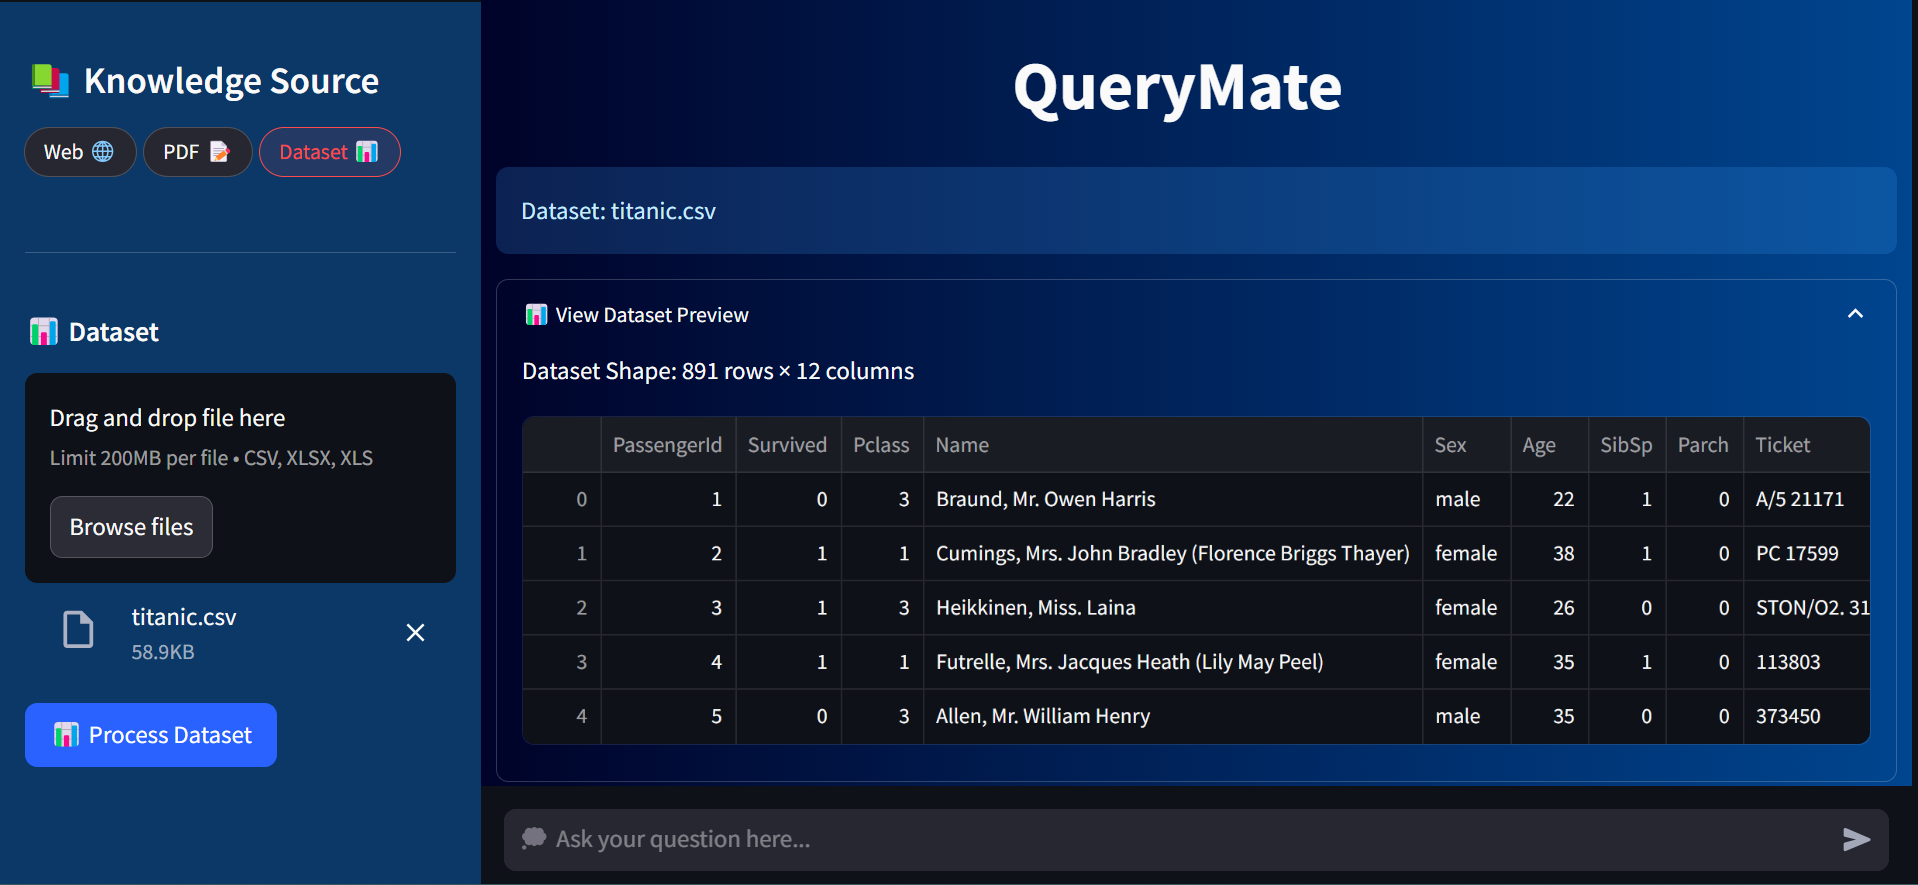 Knowledge Source
Web
PDF
Dataset
Dataset
Drag and drop file here
Limit 200MB per file • CSV, XLSX, XLS
Browse files
titanic.csv
58.9KB
Process Dataset
QueryMate
Dataset: titanic.csv
View Dataset Preview
Dataset Shape: 891 rows × 12 columns
PassengerId Survived Pclass Name Sex Age SibSp Parch Ticket
0 1 0 3 Braund, Mr. Owen Harris male 22 1 0 A/5 21171
1 2 1 1 Cumings, Mrs. John Bradley (Florence Briggs Thayer) female 38 1 0 PC 17599
2 3 1 3 Heikkinen, Miss. Laina female 26 0 0 STON/O2. 31
3 4 1 1 Futrelle, Mrs. Jacques Heath (Lily May Peel) female 35 1 0 113803
4 5 0 3 Allen, Mr. William Henry male 35 0 0 373450
Ask your question here...